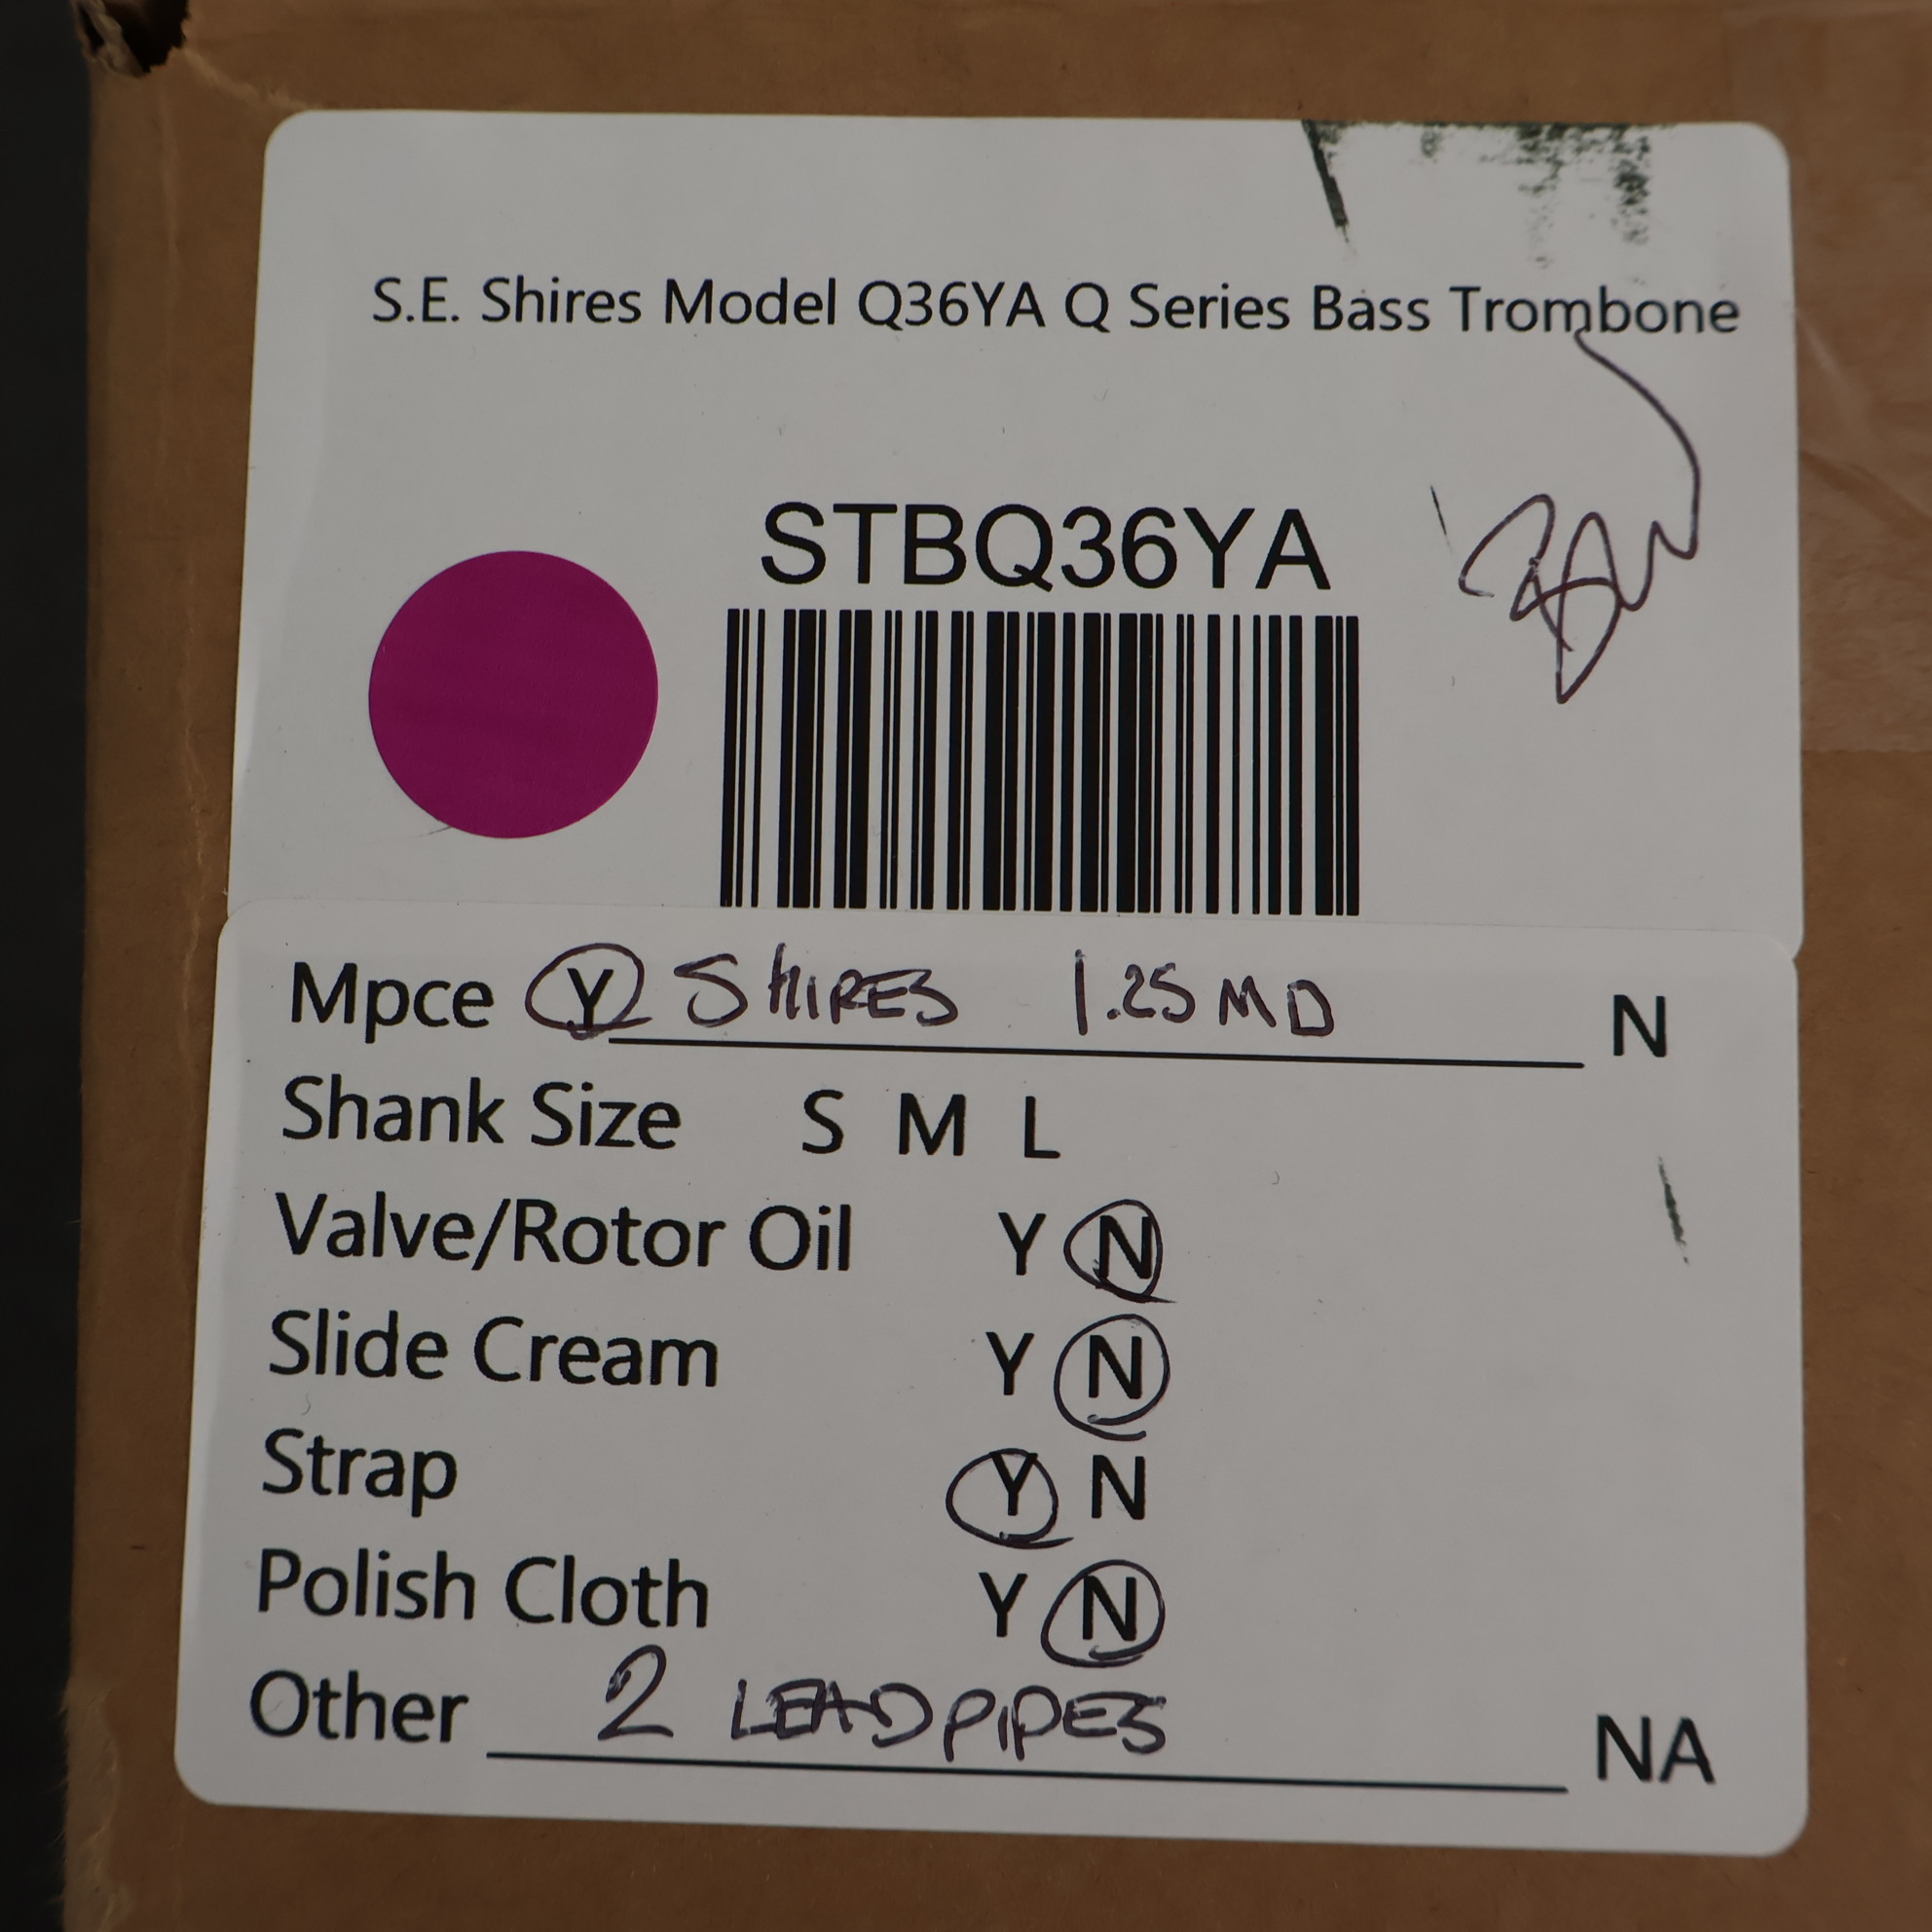 S.E. Shires Model Q36YA Q Series Bass Trombone
STBQ36YA
Mpce Y SHIRES 1.25 MD N
Shank Size S M L
Valve/Rotor Oil Y N
Slide Cream Y N
Strap Y N
Polish Cloth Y N
Other 2 LEADPIPES NA